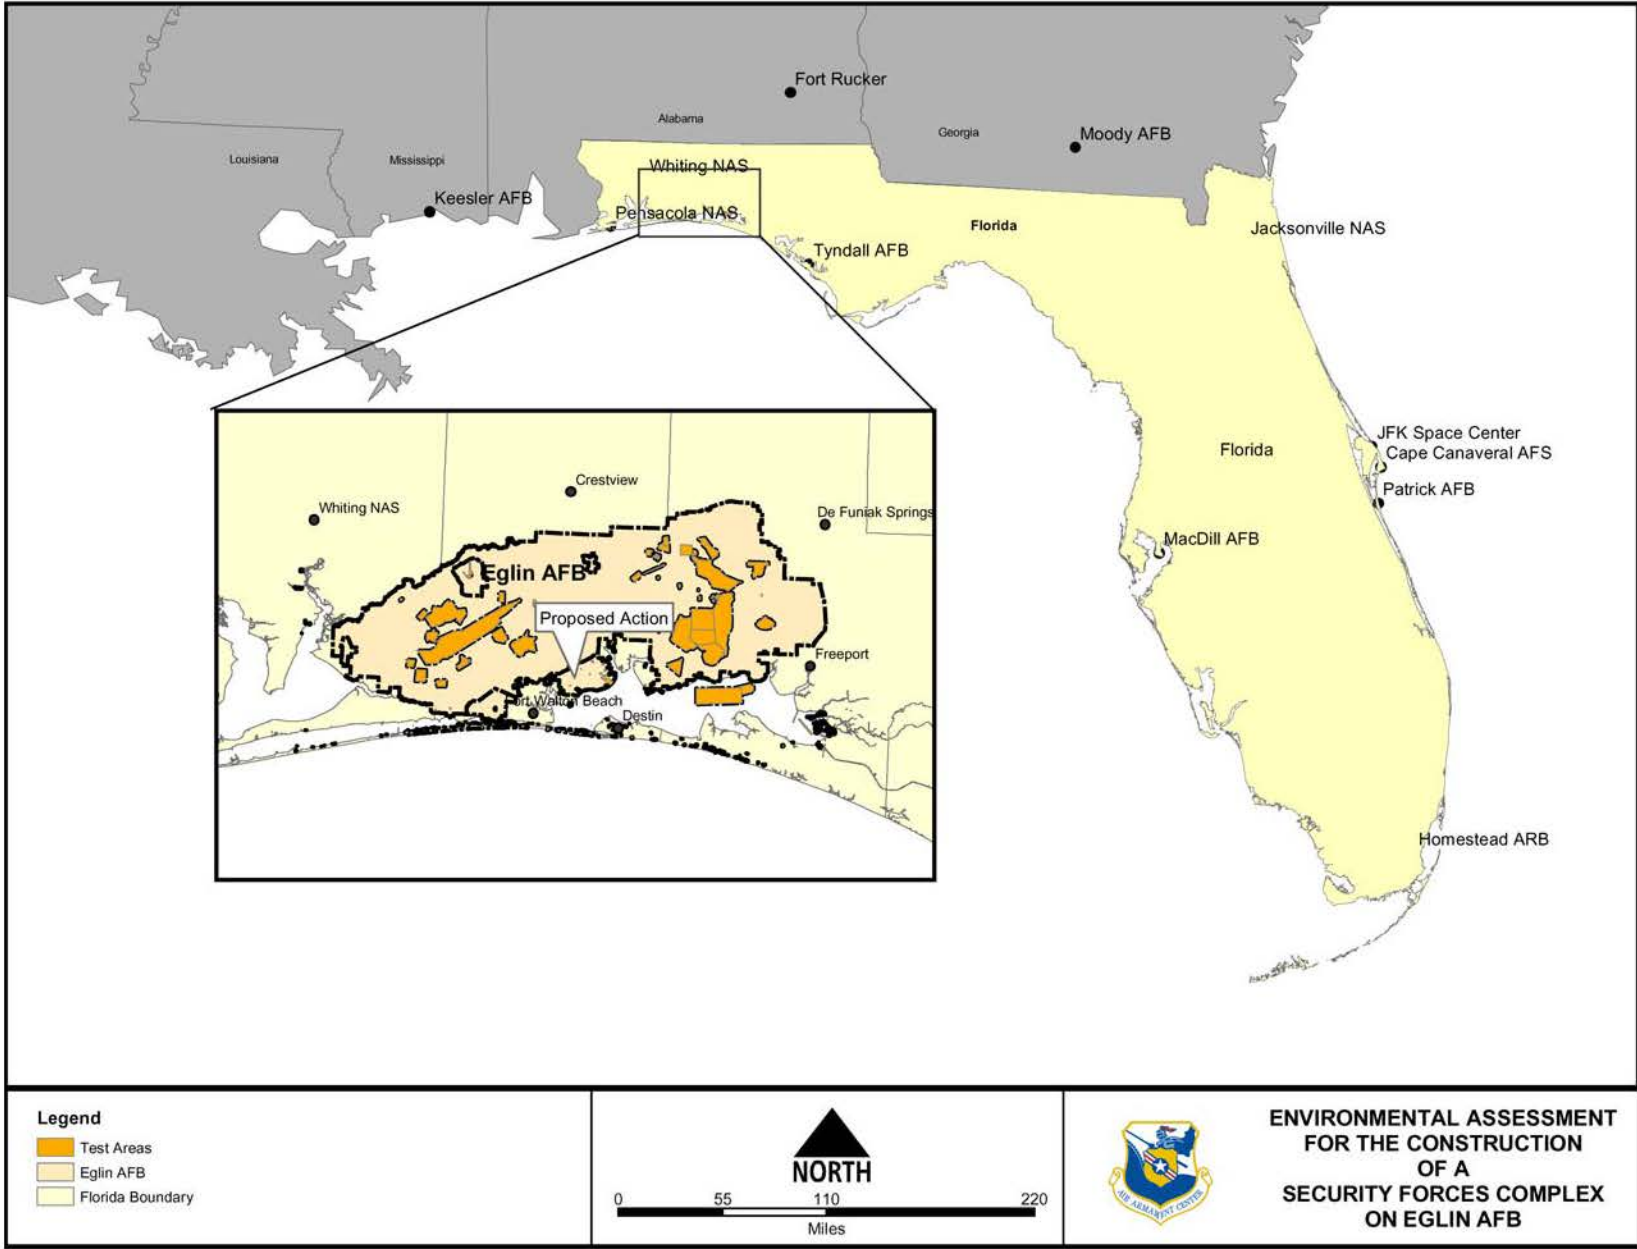 Fort Rucker
Alabama
Georgia
Moody AFB
Louisiana
Mississippi
Whiting NAS
Keesler AFB
Pensacola NAS
Florida
Jacksonville NAS
Tyndall AFB
JFK Space Center
Florida
Cape Canaveral AFS
Patrick AFB
MacDill AFB
Homestead ARB
Crestview
Whiting NAS
De Funiak Springs
Eglin AFB
Proposed Action
Freeport
Fort Walton Beach
Destin
Legend
Test Areas
Eglin AFB
Florida Boundary
NORTH
0 55 110 220
Miles
AIR ARMAMENT CENTER
ENVIRONMENTAL ASSESSMENT
FOR THE CONSTRUCTION
OF A
SECURITY FORCES COMPLEX
ON EGLIN AFB